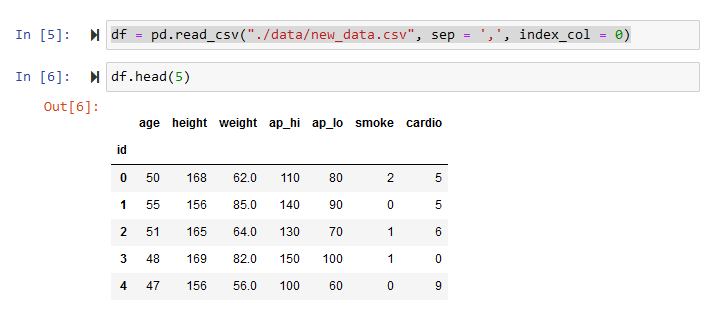 In [5]: df = pd.read_csv("./data/new_data.csv", sep = ',', index_col = 0)
In [6]: df.head(5)
Out[6]:
age height weight ap_hi ap_lo smoke cardio
id
0 50 168 62.0 110 80 2 5
1 55 156 85.0 140 90 0 5
2 51 165 64.0 130 70 1 6
3 48 169 82.0 150 100 1 0
4 47 156 56.0 100 60 0 9